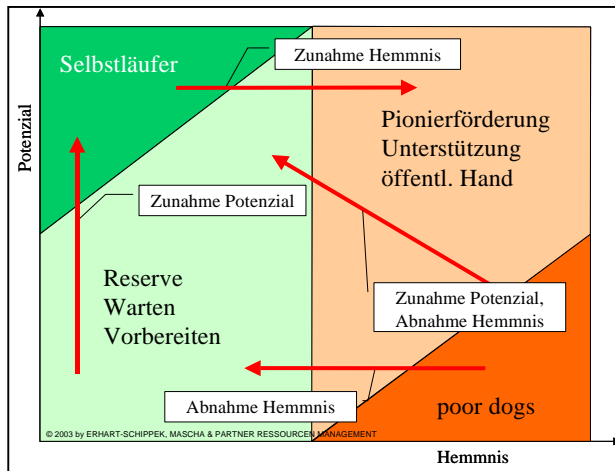 Potenzial
Selbstläufer
Zunahme Hemmnis
Pionierförderung
Unterstützung
öffentl. Hand
Zunahme Potenzial
Reserve
Warten
Vorbereiten
Zunahme Potenzial,
Abnahme Hemmnis
Abnahme Hemmnis
poor dogs
© 2003 by ERHART-SCHIPPEK, MASCHA & PARTNER RESSOURCEN MANAGEMENT
Hemmnis